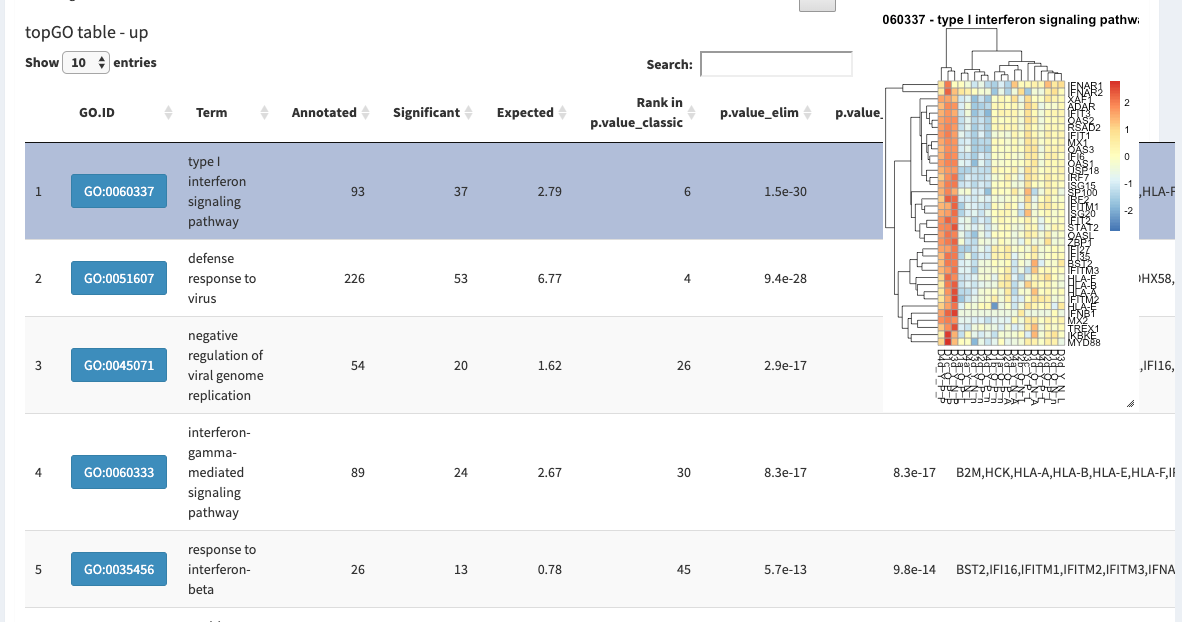 topGO table - up
Show 10 entries
Search:
GO.ID Term Annotated Significant Expected Rank in p.value_classic p.value_elim p.value_
1 GO:0060337 type I interferon signaling pathway 93 37 2.79 6 1.5e-30 ,HLA-F
2 GO:0051607 defense response to virus 226 53 6.77 4 9.4e-28 DHX58,
3 GO:0045071 negative regulation of viral genome replication 54 20 1.62 26 2.9e-17 ,IFI16,
4 GO:0060333 interferon-gamma-mediated signaling pathway 89 24 2.67 30 8.3e-17 8.3e-17 B2M,HCK,HLA-A,HLA-B,HLA-E,HLA-F,IF
5 GO:0035456 response to interferon-beta 26 13 0.78 45 5.7e-13 9.8e-14 BST2,IFI16,IFITM1,IFITM2,IFITM3,IFNA
060337 - type I interferon signaling pathwa
IFNAR1
IFNAR2
XAF1
ADAR
IFIT3
OAS2
RSAD2
IFIT1
MX1
OAS3
IFI6
OAS1
USP18
IRF7
ISG15
SP100
IRF2
IFITM1
ISG20
IFIT2
STAT2
OASL
ZBP1
IFI27
IFI35
BST2
IFITM3
HLA-F
HLA-B
HLA-A
IFITM2
HLA-E
IFNB1
MX2
TREX1
IKBKE
MYD88
2
1
0
-1
-2